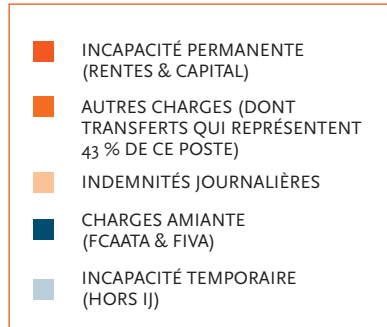 INCAPACITÉ PERMANENTE
(RENTES & CAPITAL)
AUTRES CHARGES (DONT
TRANSFERTS QUI REPRÉSENTENT
43 % DE CE POSTE)
INDEMNITÉS JOURNALIÈRES
CHARGES AMIANTE
(FCAATA & FIVA)
INCAPACITÉ TEMPORAIRE
(HORS IJ)